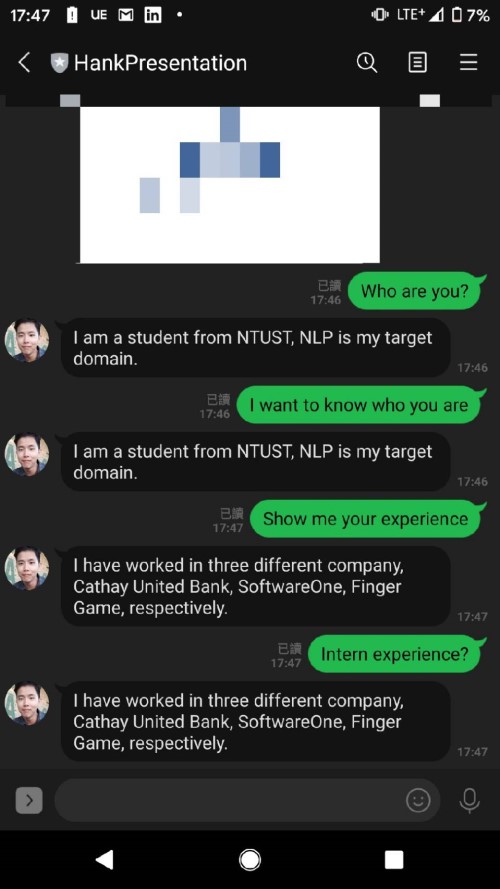 17:47 UE M in LTE+ 7%
HankPresentation
已讀
17:46
Who are you?
I am a student from NTUST, NLP is my target
domain.
17:46
已讀
17:46
I want to know who you are
I am a student from NTUST, NLP is my target
domain.
17:46
已讀
17:47
Show me your experience
I have worked in three different company,
Cathay United Bank, SoftwareOne, Finger
Game, respectively.
17:47
已讀
17:47
Intern experience?
I have worked in three different company,
Cathay United Bank, SoftwareOne, Finger
Game, respectively.
17:47